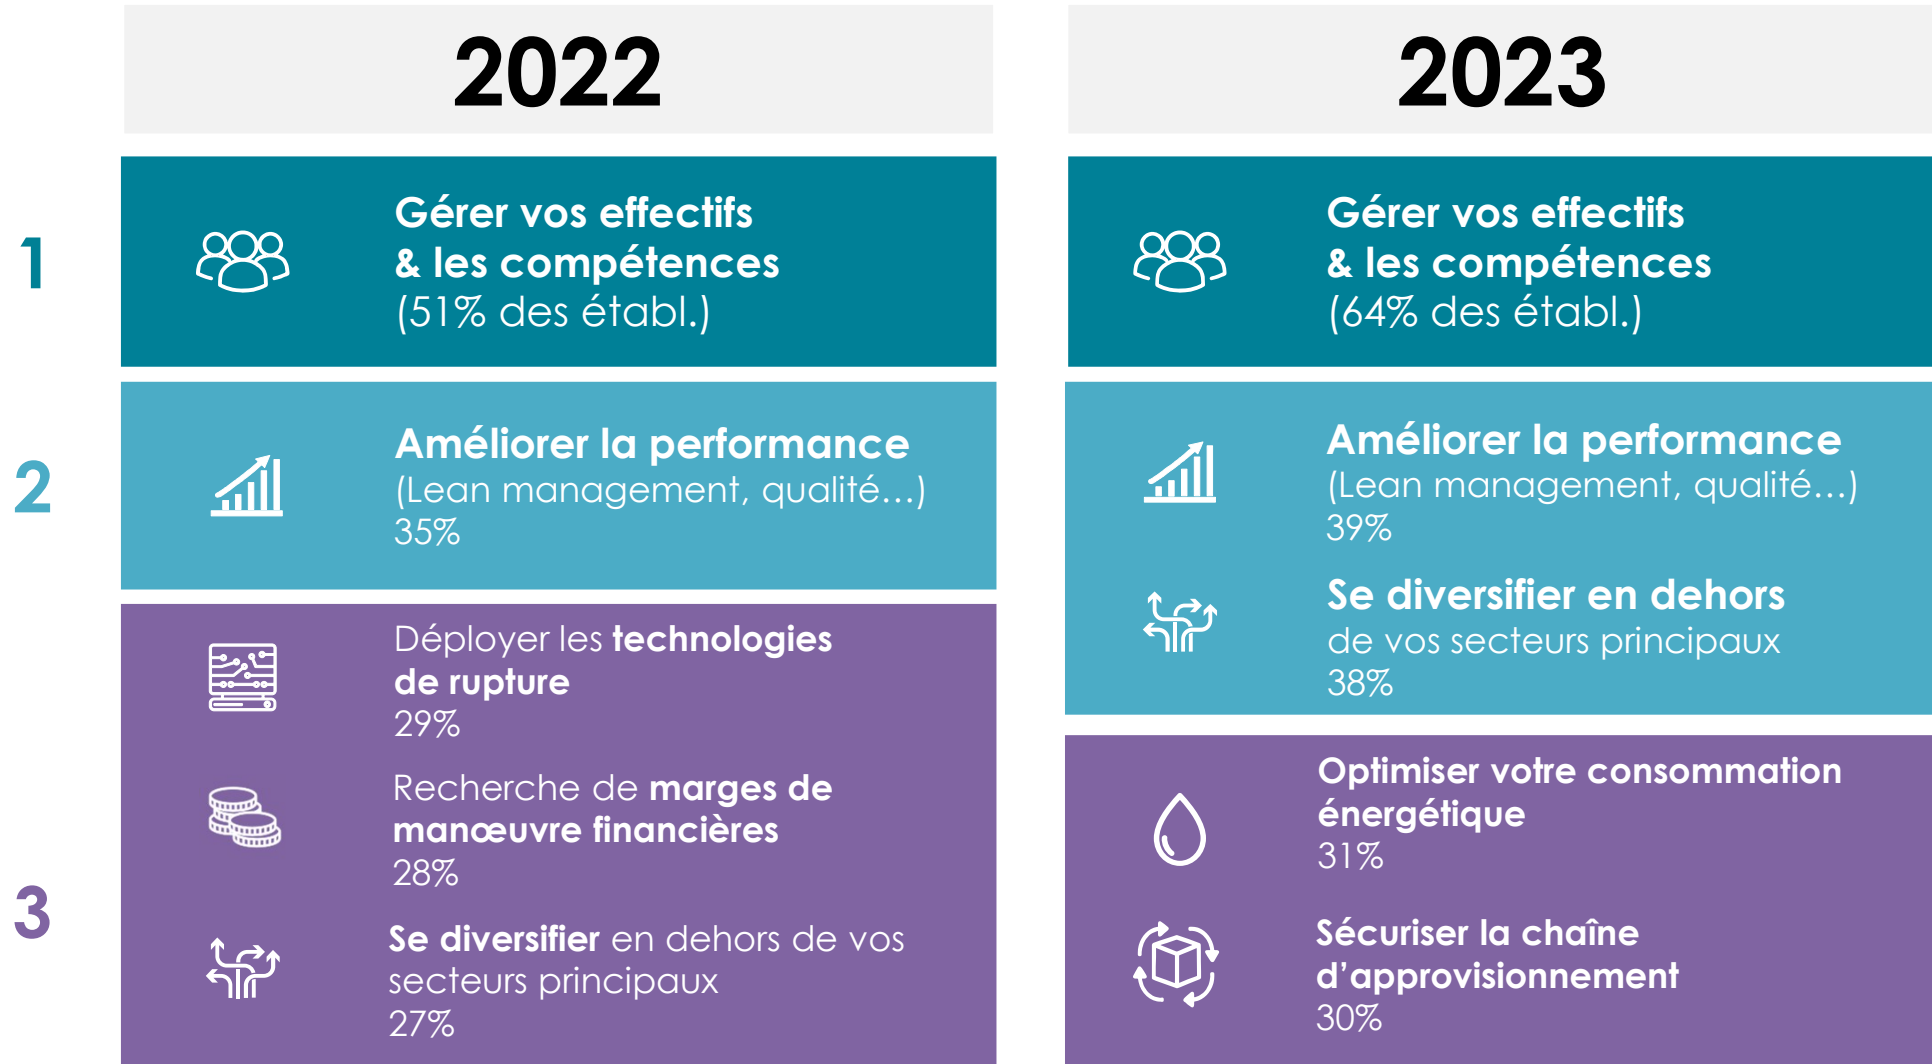 2022
1
Gérer vos effectifs
& les compétences
(51% des établ.)
2
Améliorer la performance
(Lean management, qualité...)
35%
3
Déployer les technologies
de rupture
29%
Recherche de marges de
manœuvre financières
28%
Se diversifier en dehors de vos
secteurs principaux
27%
2023
Gérer vos effectifs
& les compétences
(64% des établ.)
Améliorer la performance
(Lean management, qualité...)
39%
Se diversifier en dehors
de vos secteurs principaux
38%
Optimiser votre consommation
énergétique
31%
Sécuriser la chaîne
d’approvisionnement
30%